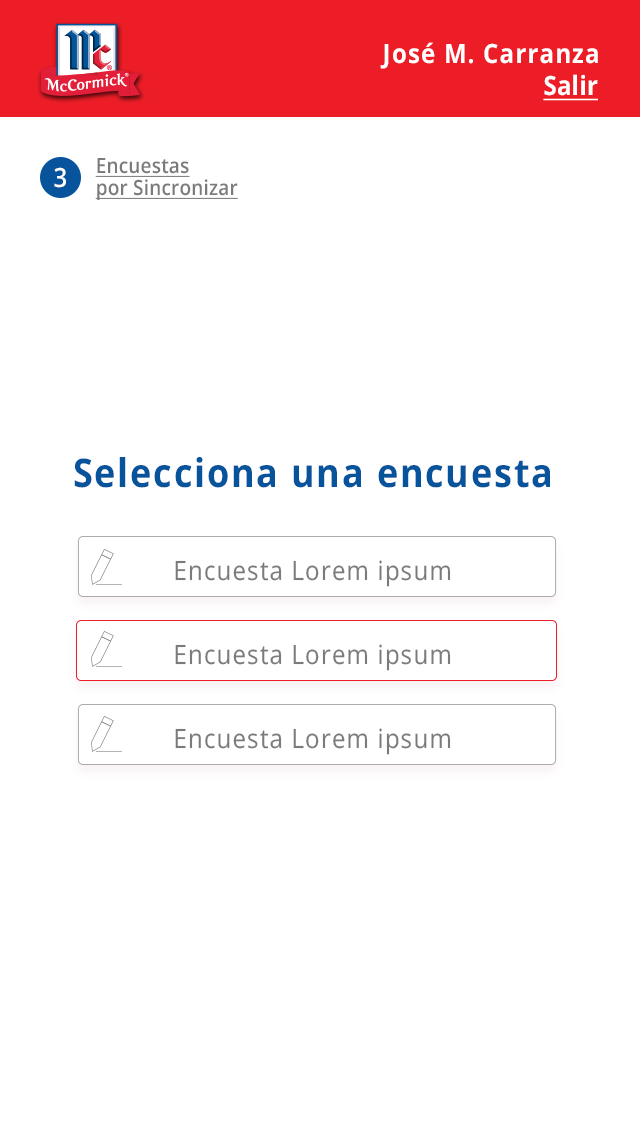 Mc
McCormick®
José M. Carranza
Salir
3
Encuestas
por Sincronizar
Selecciona una encuesta
Encuesta Lorem ipsum
Encuesta Lorem ipsum
Encuesta Lorem ipsum